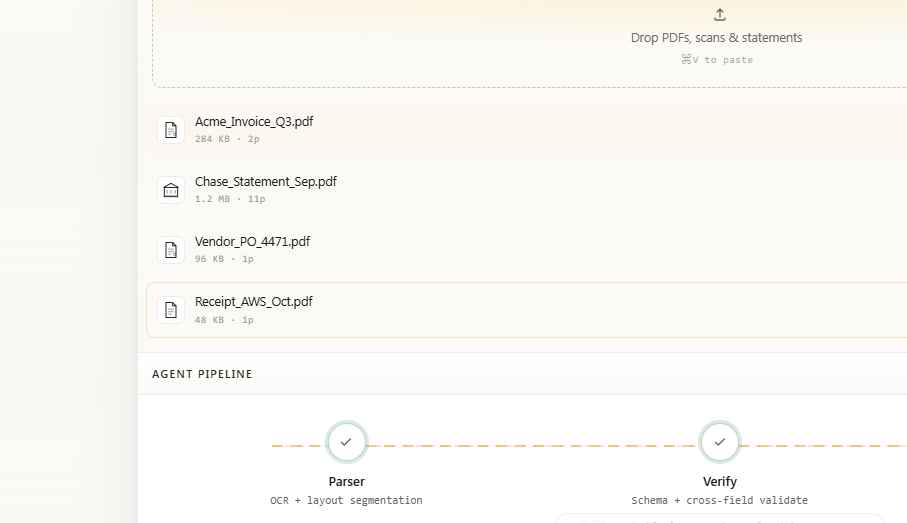 Drop PDFs, scans & statements
⌘V to paste
Acme_Invoice_Q3.pdf
284 KB · 2p
Chase_Statement_Sep.pdf
1.2 MB · 11p
Vendor_PO_4471.pdf
96 KB · 1p
Receipt_AWS_Oct.pdf
48 KB · 1p
AGENT PIPELINE
Parser
OCR + layout segmentation
Verify
Schema + cross-field validate